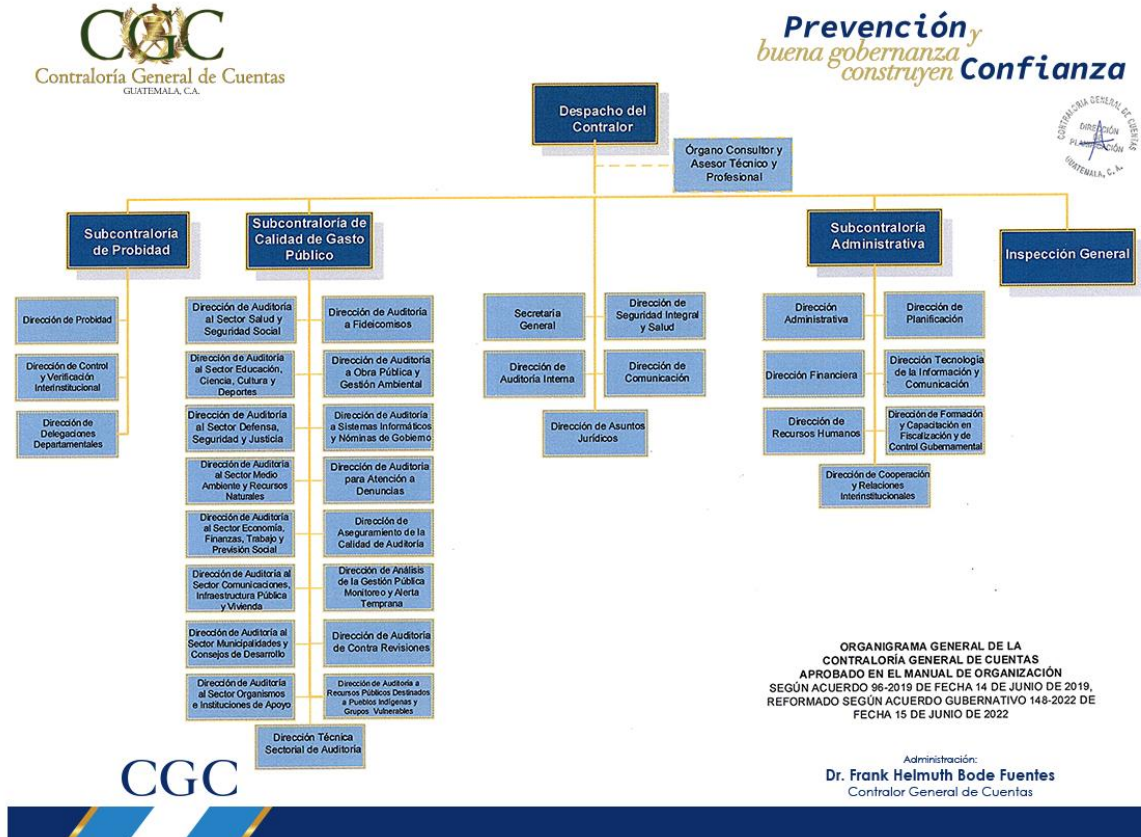 CGC
Contraloría General de Cuentas
GUATEMALA, C.A.
Prevención y
buena gobernanza
construyen Confianza
CONTRALORIA GENERAL DE CUENTAS
DIRECCIÓN
PLANIFICACIÓN
GUATEMALA, C. A.
Despacho del
Contralor
Órgano Consultor y
Asesor Técnico y
Profesional
Subcontraloría
de Probidad
Subcontraloría de
Calidad de Gasto
Público
Subcontraloría
Administrativa
Inspección General
Dirección de Probidad
Dirección de Control
y Verificación
Interinstitucional
Dirección de
Delegaciones
Departamentales
Dirección de Auditoría
al Sector Salud y
Seguridad Social
Dirección de Auditoría
a Fideicomisos
Dirección de Auditoría
al Sector Educación,
Ciencia, Cultura y
Deportes
Dirección de Auditoría
a Obra Pública y
Gestión Ambiental
Dirección de Auditoría
al Sector Defensa,
Seguridad y Justicia
Dirección de Auditoría
a Sistemas Informáticos
y Nóminas de Gobierno
Dirección de Auditoría
al Sector Medio
Ambiente y Recursos
Naturales
Dirección de Auditoría
para Atención a
Denuncias
Dirección de Auditoría
al Sector Economía,
Finanzas, Trabajo y
Previsión Social
Dirección de
Aseguramiento de la
Calidad de Auditoría
Dirección de Auditoría al
Sector Comunicaciones,
Infraestructura Pública
y Vivienda
Dirección de Análisis
de la Gestión Pública
Monitoreo y Alerta
Temprana
Dirección de Auditoría al
Sector Municipalidades y
Consejos de Desarrollo
Dirección de Auditoría
de Contra Revisiones
Dirección de Auditoría
al Sector Organismos
e Instituciones de Apoyo
Dirección de Auditoría a
Recursos Públicos Destinados
a Pueblos Indígenas y
Grupos Vulnerables
Dirección Técnica
Sectorial de Auditoría
Secretaría
General
Dirección de
Seguridad Integral
y Salud
Dirección de
Auditoría Interna
Dirección de
Comunicación
Dirección de Asuntos
Jurídicos
Dirección
Administrativa
Dirección de
Planificación
Dirección Financiera
Dirección Tecnología
de la Información y
Comunicación
Dirección de
Recursos Humanos
Dirección de Formación
y Capacitación en
Fiscalización y de
Control Gubernamental
Dirección de Cooperación
y Relaciones
Interinstitucionales
ORGANIGRAMA GENERAL DE LA
CONTRALORÍA GENERAL DE CUENTAS
APROBADO EN EL MANUAL DE ORGANIZACIÓN
SEGÚN ACUERDO 96-2019 DE FECHA 14 DE JUNIO DE 2019,
REFORMADO SEGÚN ACUERDO GUBERNATIVO 148-2022 DE
FECHA 15 DE JUNIO DE 2022
CGC
Administración:
Dr. Frank Helmuth Bode Fuentes
Contralor General de Cuentas